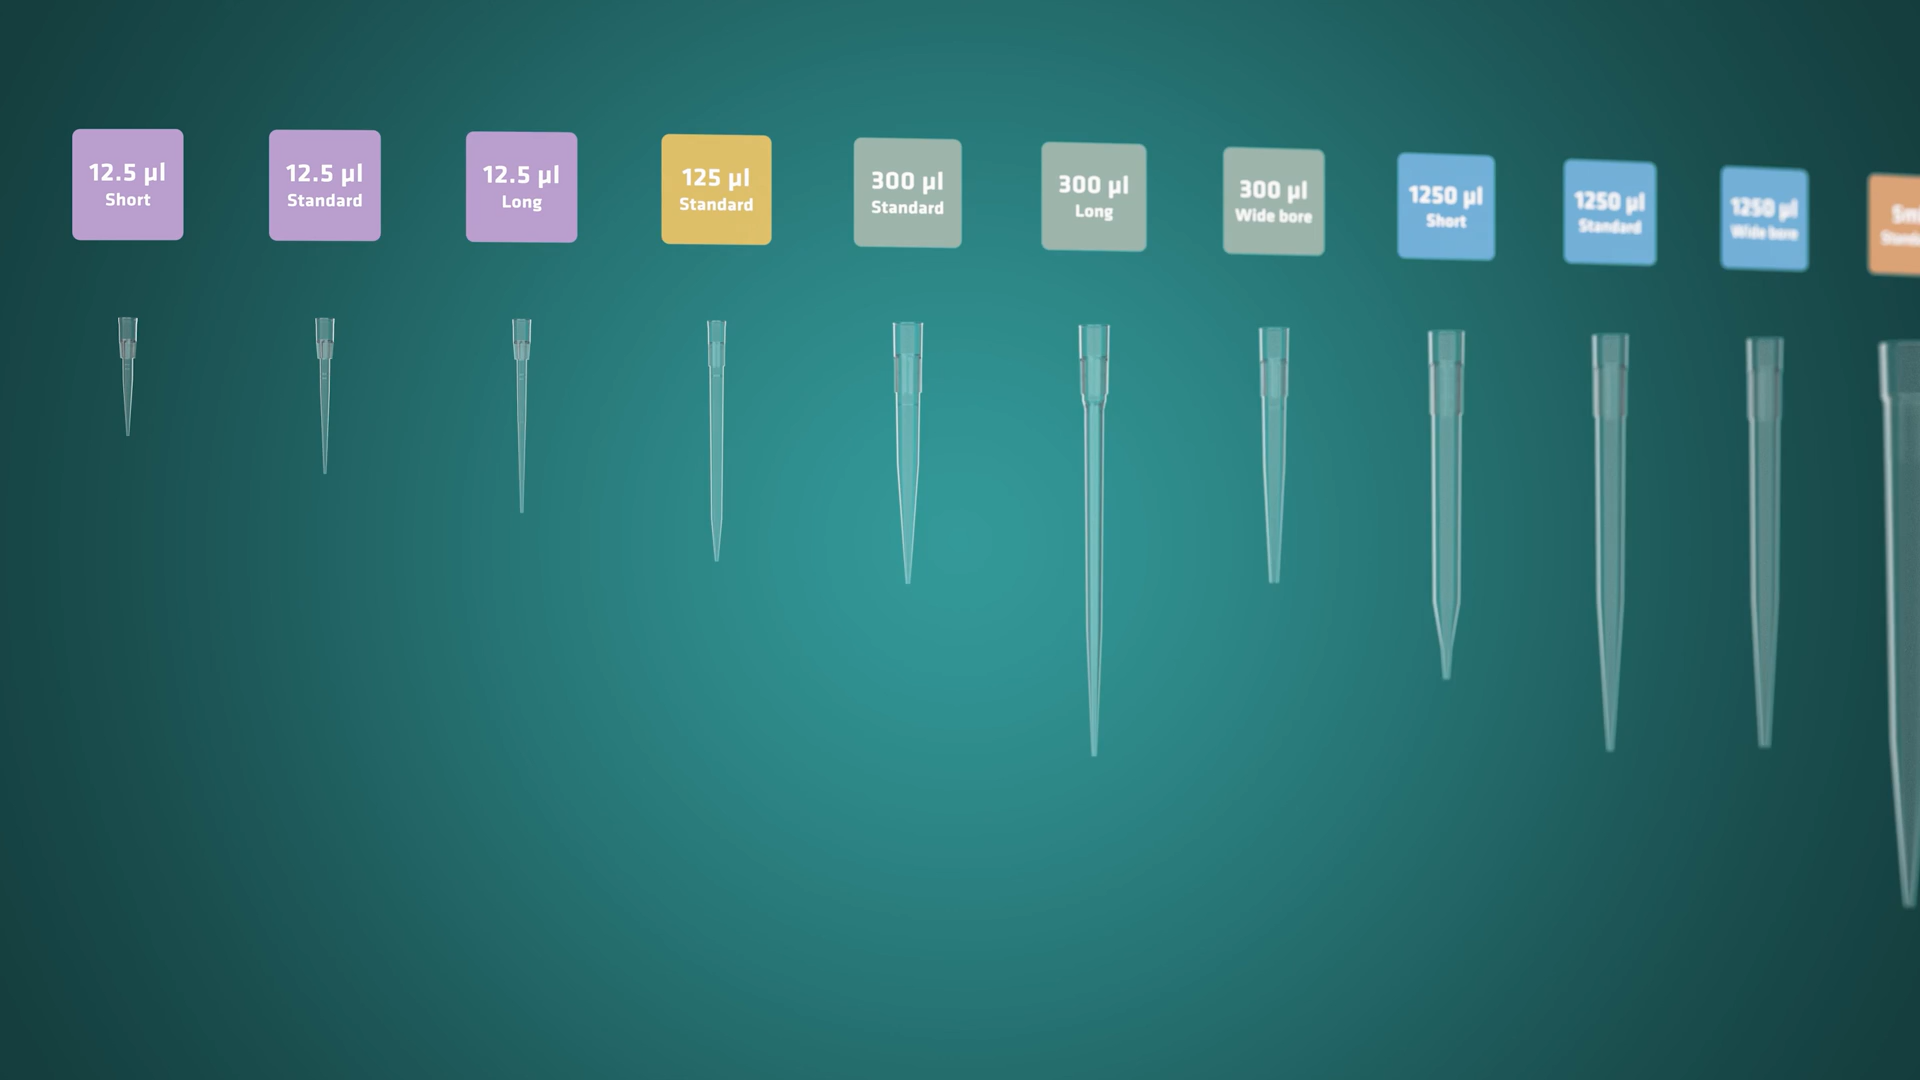 12.5 µl
Short
12.5 µl
Standard
12.5 µl
Long
125 µl
Standard
300 µl
Standard
300 µl
Long
300 µl
Wide bore
1250 µl
Short
1250 µl
Standard
1250 µl
Wide bore